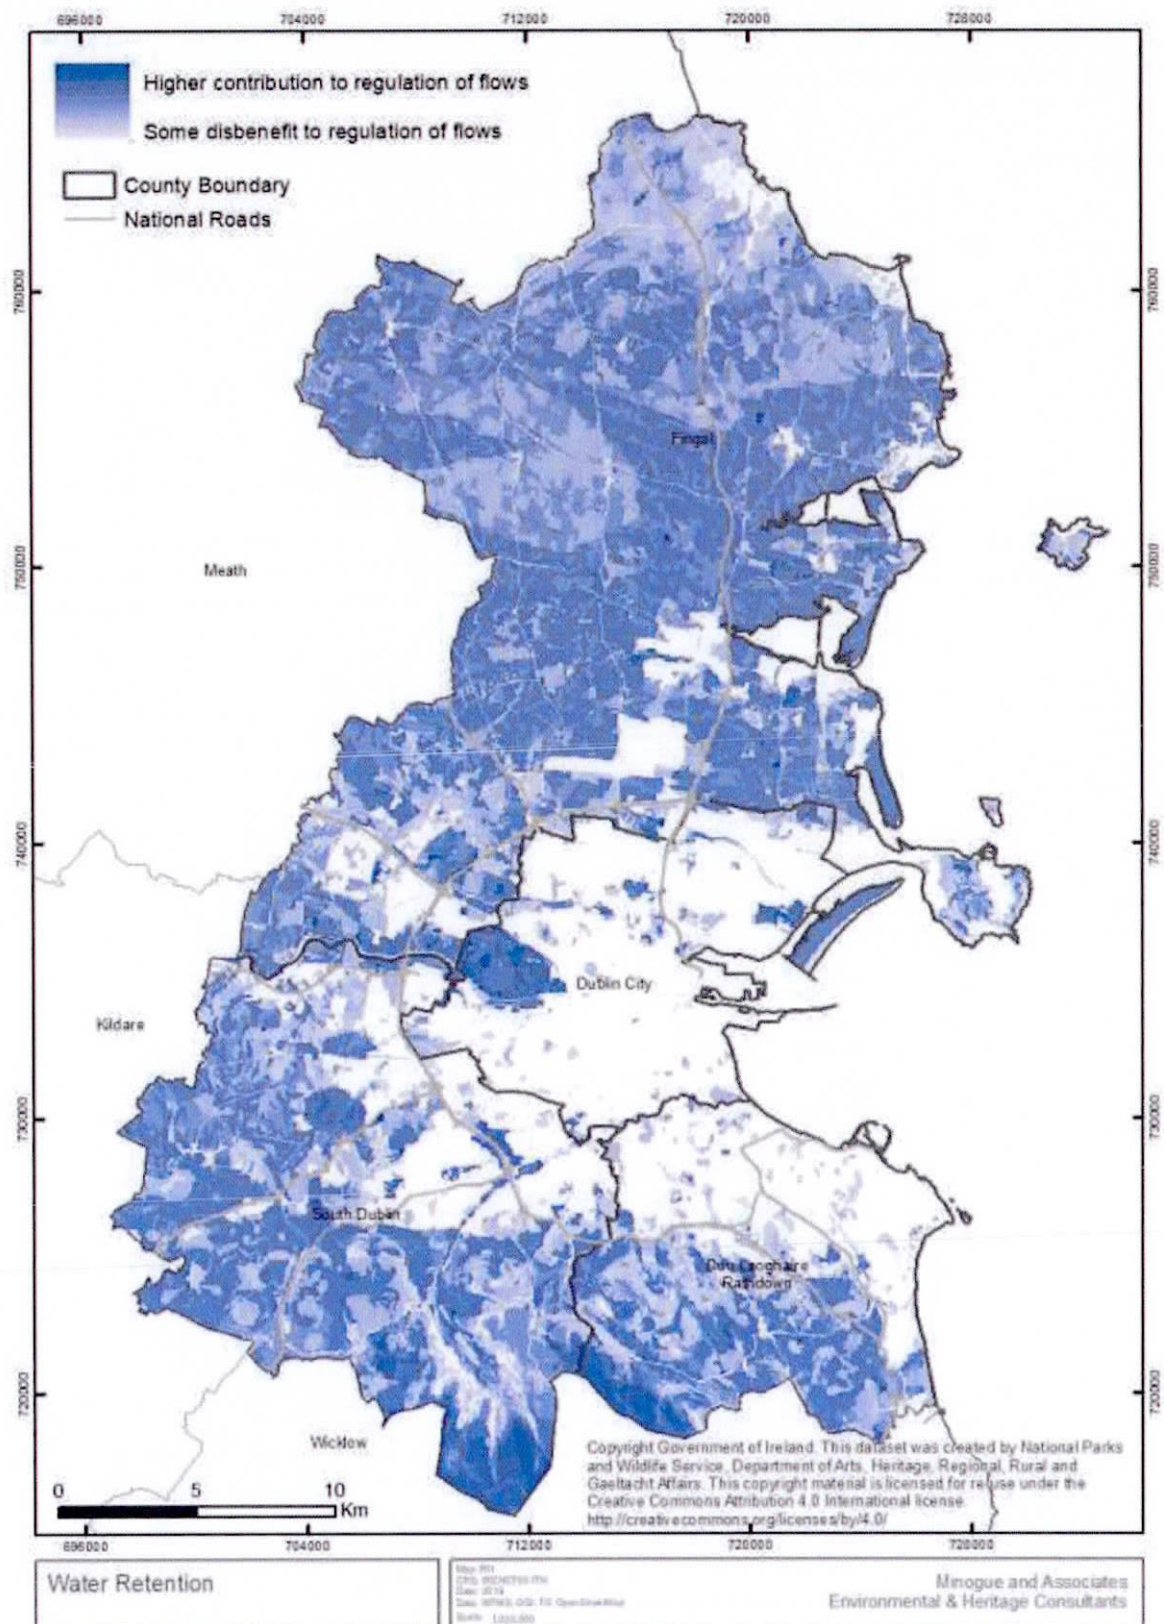 696000 704000 712000 720000 728000
Higher contribution to regulation of flows
Some disbenefit to regulation of flows
County Boundary
National Roads
760000 760000
Fingal
750000 750000
Meath
740000 740000
Dublin City
Kildare
730000 730000
South Dublin
Dun Laoghaire
Rathdown
720000 720000
Wicklow
Copyright Government of Ireland. This dataset was created by National Parks
and Wildlife Service, Department of Arts, Heritage, Regional, Rural and
Gaeltacht Affairs. This copyright material is licensed for re-use under the
Creative Commons Attribution 4.0 International license.
http://creativecommons.org/licenses/by/4.0/
0 5 10
Km
696000 704000 712000 720000 728000
Water Retention
Minogue and Associates
Environmental & Heritage Consultants